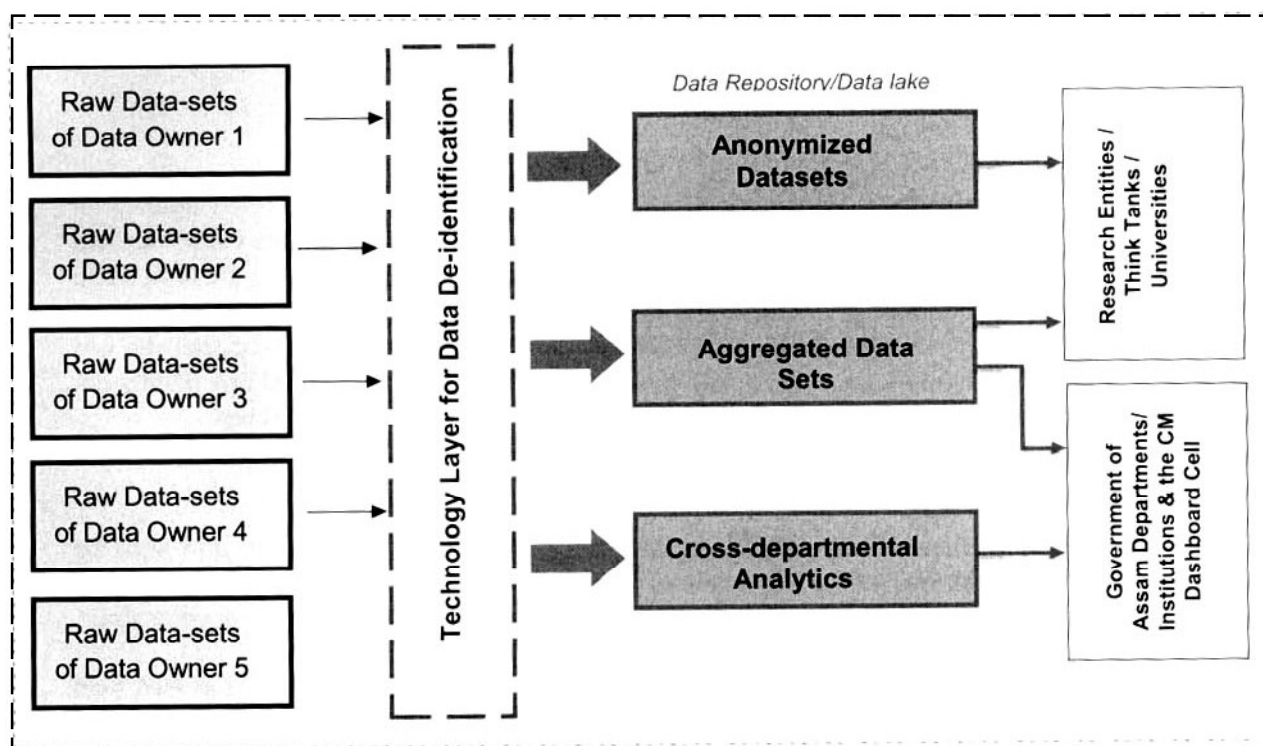 Raw Data-sets
of Data Owner 1
Raw Data-sets
of Data Owner 2
Raw Data-sets
of Data Owner 3
Raw Data-sets
of Data Owner 4
Raw Data-sets
of Data Owner 5
Technology Layer for Data De-identification
Data Repository/Data lake
Anonymized
Datasets
Aggregated Data
Sets
Cross-departmental
Analytics
Research Entities /
Think Tanks /
Universities
Government of
Assam Departments/
Institutions & the CM
Dashboard Cell